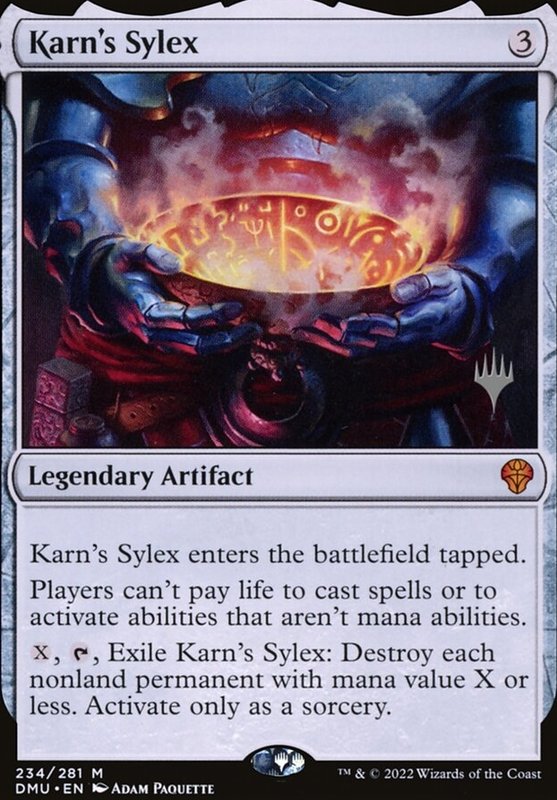 Karn's Sylex 3
Legendary Artifact
Karn's Sylex enters the battlefield tapped.
Players can't pay life to cast spells or to
activate abilities that aren't mana abilities.
X, , Exile Karn's Sylex: Destroy each
nonland permanent with mana value X or
less. Activate only as a sorcery.
234/281 M
DMU • EN Adam Paquette
™ & © 2022 Wizards of the Coast